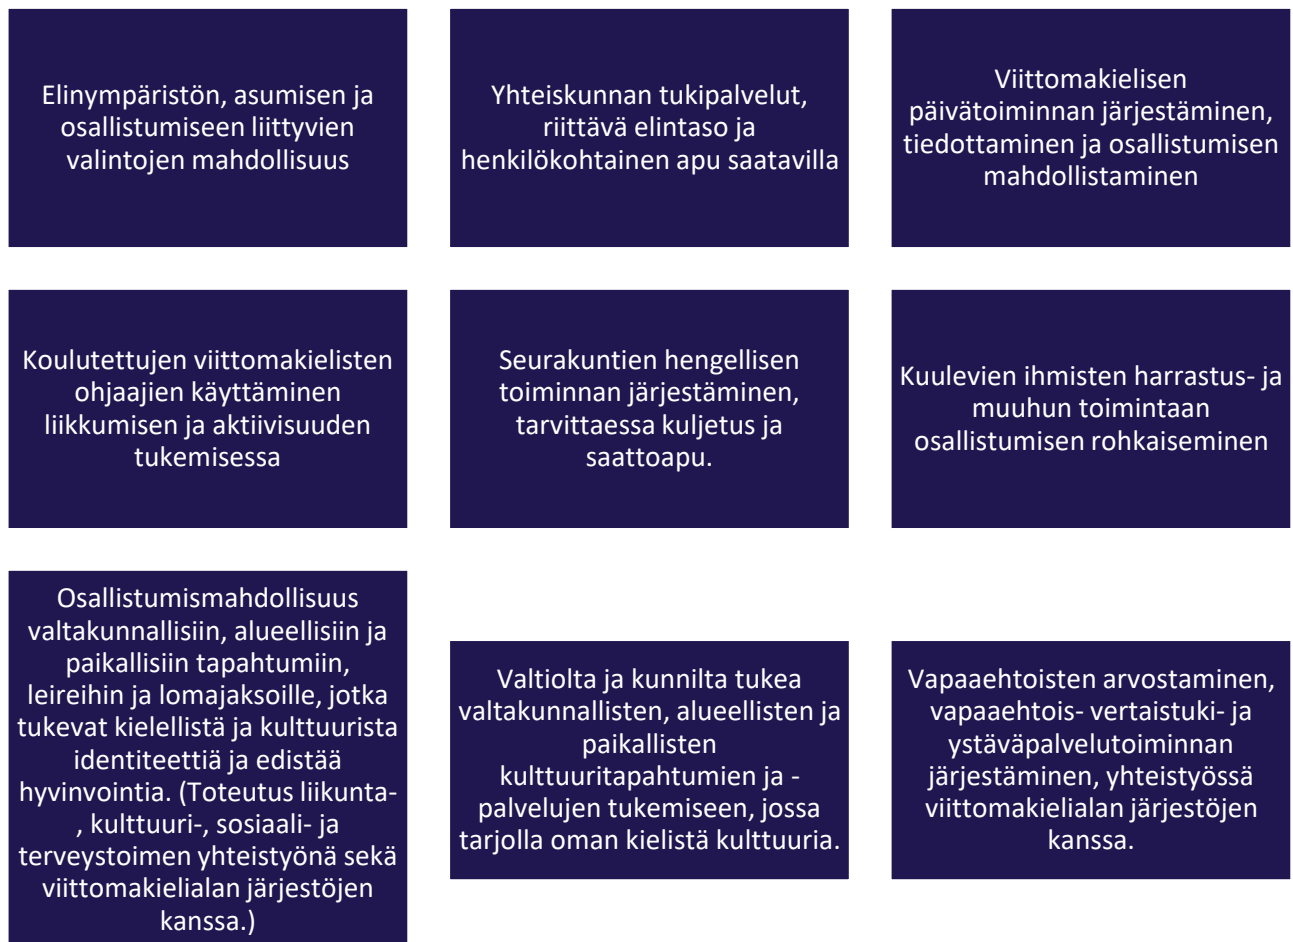 Elinympäristön, asumisen ja
osallistumiseen liittyvien
valintojen mahdollisuus
Yhteiskunnan tukipalvelut,
riittävä elintaso ja
henkilökohtainen apu saatavilla
Viittomakielisen
päivätoiminnan järjestäminen,
tiedottaminen ja osallistumisen
mahdollistaminen
Koulutettujen viittomakielisten
ohjaajien käyttäminen
liikkumisen ja aktiivisuuden
tukemisessa
Seurakuntien hengellisen
toiminnan järjestäminen,
tarvittaessa kuljetus ja
saattoapu.
Kuulevien ihmisten harrastus- ja
muuhun toimintaan
osallistumisen rohkaiseminen
Osallistumismahdollisuus
valtakunnallisiin, alueellisiin ja
paikallisiin tapahtumiin,
leireihin ja lomajaksoille, jotka
tukevat kielellistä ja kulttuurista
identiteettiä ja edistää
hyvinvointia. (Toteutus liikunta-
, kulttuuri-, sosiaali- ja
terveystoimen yhteistyönä sekä
viittomakielialan järjestöjen
kanssa.)
Valtiolta ja kunnilta tukea
valtakunnallisten, alueellisten ja
paikallisten
kulttuuritapahtumien ja -
palvelujen tukemiseen, jossa
tarjolla oman kielistä kulttuuria.
Vapaaehtoisten arvostaminen,
vapaaehtois- vertaistuki- ja
ystäväpalvelutoiminnan
järjestäminen, yhteistyössä
viittomakielialan järjestöjen
kanssa.